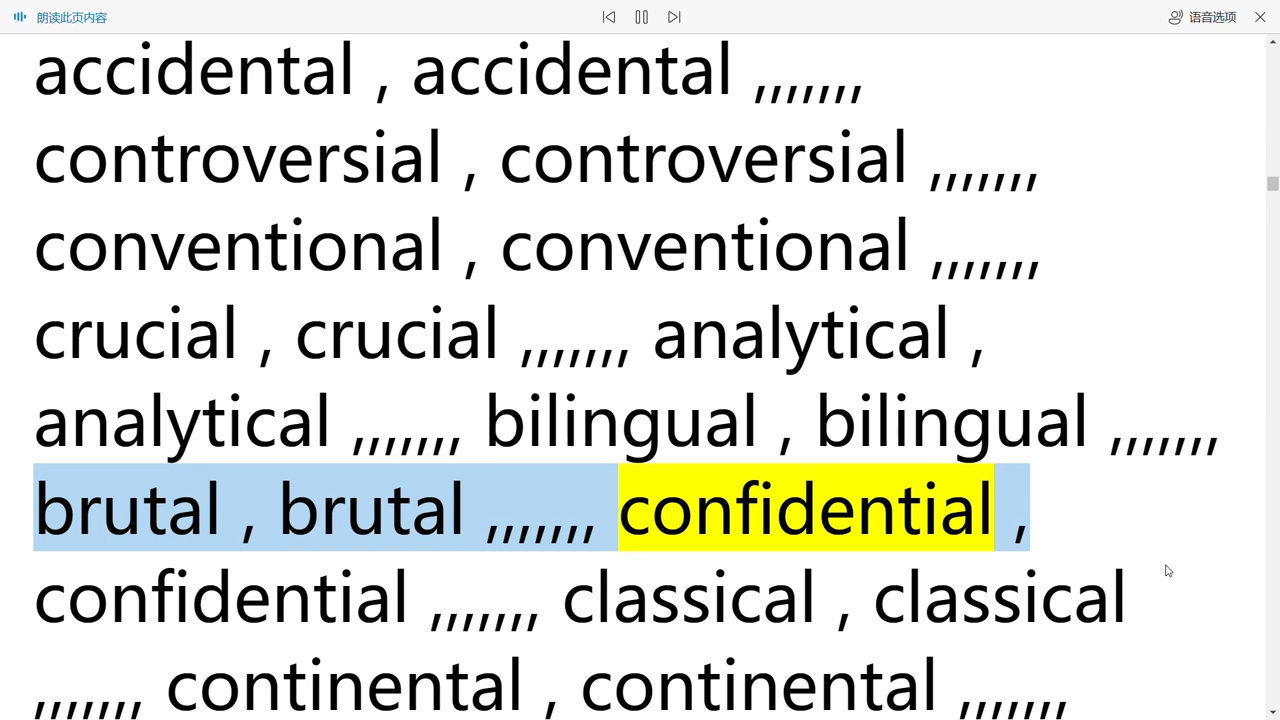 朗读此页内容 语音选项
accidental , accidental ,,,,,,,
controversial , controversial ,,,,,,,
conventional , conventional ,,,,,,,
crucial , crucial ,,,,,,, analytical ,
analytical ,,,,,,, bilingual , bilingual ,,,,,,,
brutal , brutal ,,,,,,, confidential ,
confidential ,,,,,,, classical , classical
,,,,,,, continental , continental ,,,,,,,